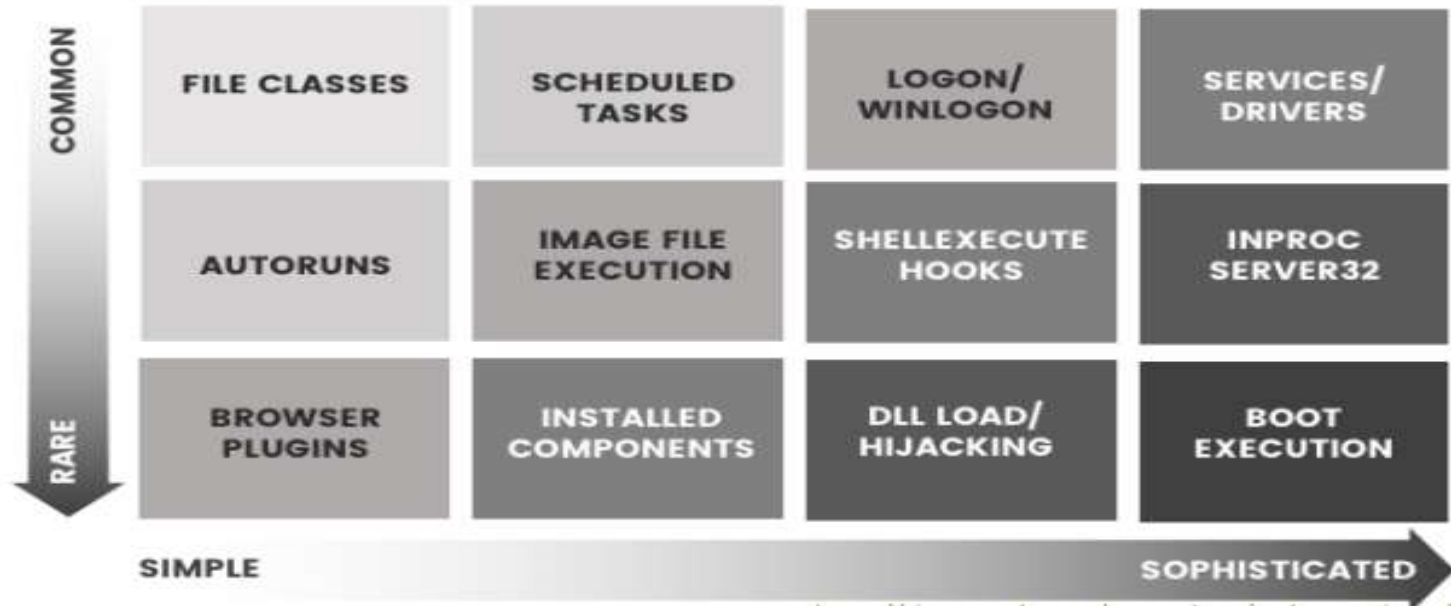 COMMON
FILE CLASSES
SCHEDULED
TASKS
LOGON/
WINLOGON
SERVICES/
DRIVERS
AUTORUNS
IMAGE FILE
EXECUTION
SHELLEXECUTE
HOOKS
INPROC
SERVER32
RARE
BROWSER
PLUGINS
INSTALLED
COMPONENTS
DLL LOAD/
HIJACKING
BOOT
EXECUTION
SIMPLE
SOPHISTICATED